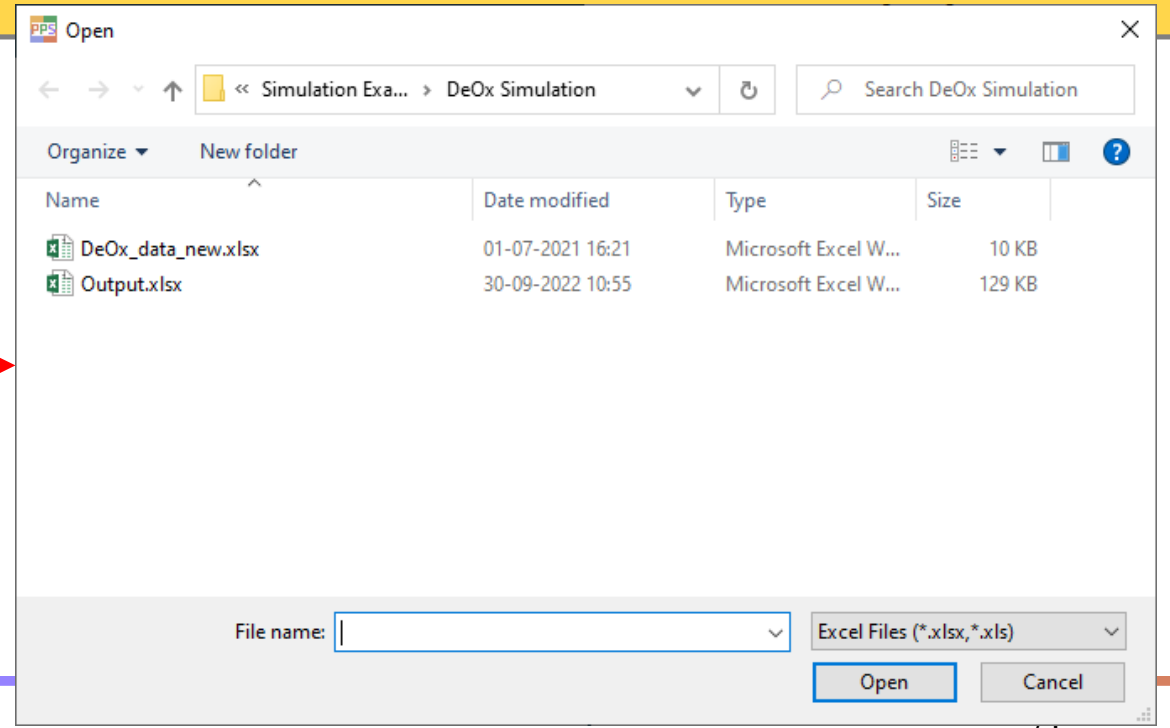 PPS Open
« Simulation Exa... › DeOx Simulation
Search DeOx Simulation
Organize
New folder
Name Date modified Type Size
DeOx_data_new.xlsx 01-07-2021 16:21 Microsoft Excel W... 10 KB
Output.xlsx 30-09-2022 10:55 Microsoft Excel W... 129 KB
File name: Excel Files (*.xlsx,*.xls)
Open Cancel